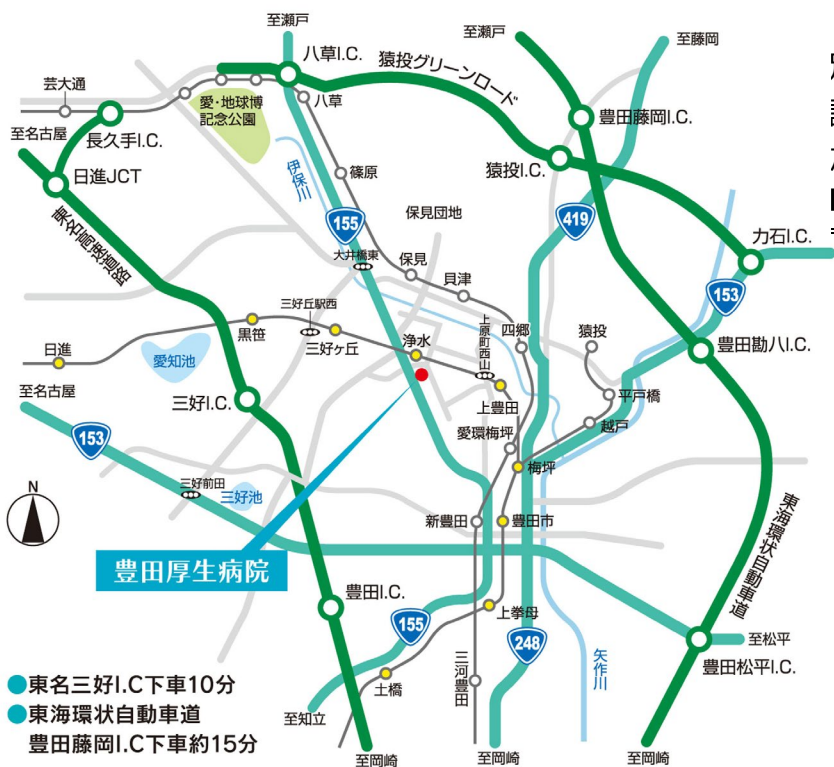 至瀬戸
八草I.C.
猿投グリーンロード
至瀬戸
至藤岡
芸大通
愛・地球博
記念公園
八草
豊田藤岡I.C.
至名古屋
長久手I.C.
日進JCT
篠原
伊保川
猿投I.C.
155
保見団地
419
力石I.C.
東名高速道路
大井橋東
保見
貝津
153
三好丘駅西
黒笹
三好ヶ丘
浄水
上原町西山
四郷
猿投
日進
愛知池
豊田勘八I.C.
至名古屋
三好I.C.
上豊田
平戸橋
越戸
愛環梅坪
153
梅坪
三好前田
三好池
N
新豊田
豊田市
東海環状自動車道
豊田厚生病院
豊田I.C.
上挙母
155
248
矢作川
至松平
豊田松平I.C.
土橋
三河豊田
●東名三好I.C下車10分
●東海環状自動車道
豊田藤岡I.C下車約15分
至知立
至岡崎
至岡崎
至岡崎